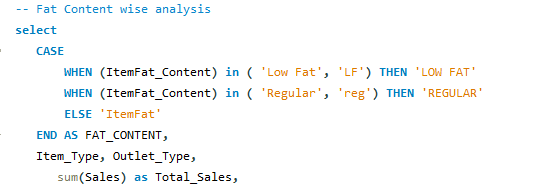 -- Fat Content wise analysis
select
CASE
WHEN (ItemFat_Content) in ( 'Low Fat', 'LF') THEN 'LOW FAT'
WHEN (ItemFat_Content) in ( 'Regular', 'reg') THEN 'REGULAR'
ELSE 'ItemFat'
END AS FAT_CONTENT,
Item_Type, Outlet_Type,
sum(Sales) as Total_Sales,